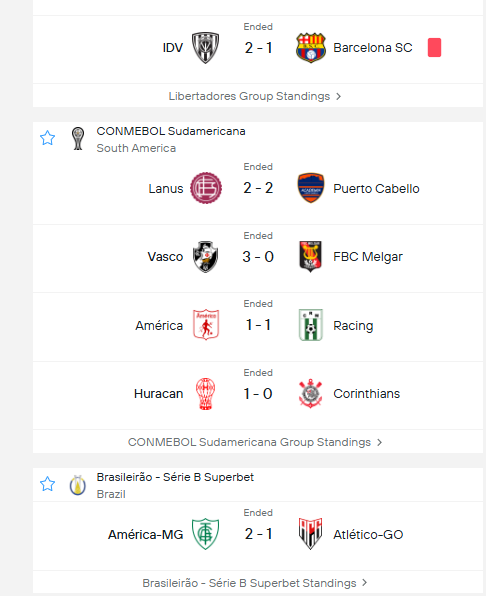 Ended
IDV 2 - 1 Barcelona SC
Libertadores Group Standings
CONMEBOL Sudamericana
South America
Ended
Lanus 2 - 2 Puerto Cabello
Ended
Vasco 3 - 0 FBC Melgar
Ended
América 1 - 1 Racing
Ended
Huracan 1 - 0 Corinthians
CONMEBOL Sudamericana Group Standings
Brasileirão - Série B Superbet
Brazil
Ended
América-MG 2 - 1 Atlético-GO
Brasileirão - Série B Superbet Standings